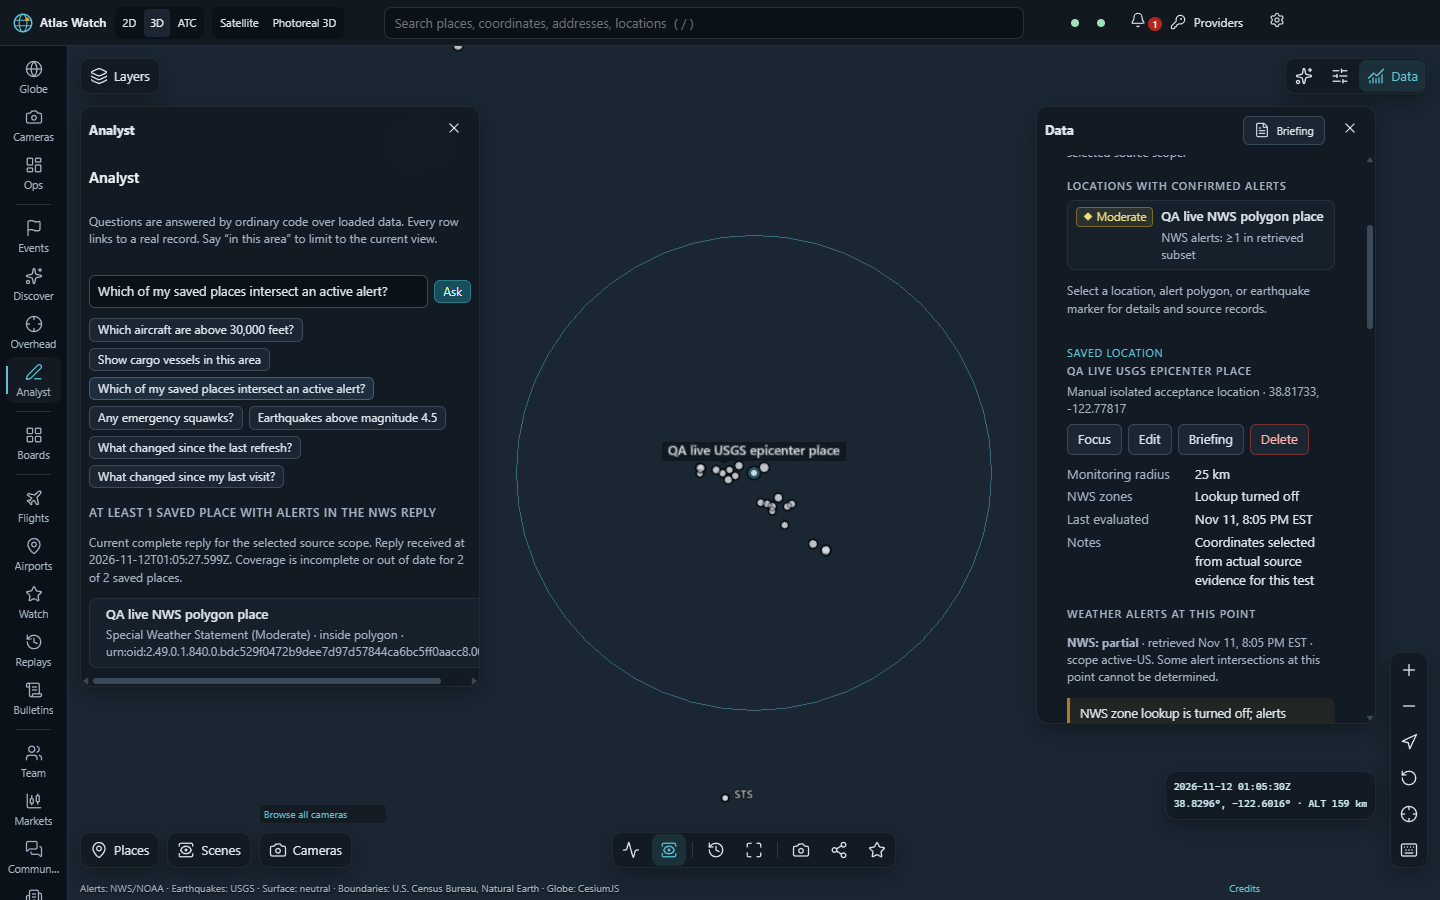 Atlas Watch
2D
3D
ATC
Satellite
Photoreal 3D
Search places, coordinates, addresses, locations ( / )
1
Providers
Globe
Cameras
Ops
Events
Discover
Overhead
Analyst
Boards
Flights
Airports
Watch
Replays
Bulletins
Team
Markets
Commun...
Layers
Data
Analyst
Analyst
Questions are answered by ordinary code over loaded data. Every row
links to a real record. Say “in this area” to limit to the current view.
Which of my saved places intersect an active alert?
Ask
Which aircraft are above 30,000 feet?
Show cargo vessels in this area
Which of my saved places intersect an active alert?
Any emergency squawks?
Earthquakes above magnitude 4.5
What changed since the last refresh?
What changed since my last visit?
AT LEAST 1 SAVED PLACE WITH ALERTS IN THE NWS REPLY
Current complete reply for the selected source scope. Reply received at
2026-11-12T01:05:27.599Z. Coverage is incomplete or out of date for 2
of 2 saved places.
QA live NWS polygon place
Special Weather Statement (Moderate) · inside polygon ·
urn:oid:2.49.0.1.840.0.bdc529f0472b9dee7d97d57844ca6bc5ff0aacc8.0
QA live USGS epicenter place
STS
Data
Briefing
selected source scope.
LOCATIONS WITH CONFIRMED ALERTS
Moderate
QA live NWS polygon place
NWS alerts: ≥1 in retrieved
subset
Select a location, alert polygon, or earthquake
marker for details and source records.
SAVED LOCATION
QA LIVE USGS EPICENTER PLACE
Manual isolated acceptance location · 38.81733,
-122.77817
Focus
Edit
Briefing
Delete
Monitoring radius 25 km
NWS zones Lookup turned off
Last evaluated Nov 11, 8:05 PM EST
Notes Coordinates selected
from actual source
evidence for this test
WEATHER ALERTS AT THIS POINT
NWS: partial · retrieved Nov 11, 8:05 PM EST ·
scope active-US. Some alert intersections at this
point cannot be determined.
NWS zone lookup is turned off; alerts
2026-11-12 01:05:30Z
38.8296°, −122.6016° · ALT 159 km
Browse all cameras
Places
Scenes
Cameras
Alerts: NWS/NOAA · Earthquakes: USGS · Surface: neutral · Boundaries: U.S. Census Bureau, Natural Earth · Globe: CesiumJS
Credits